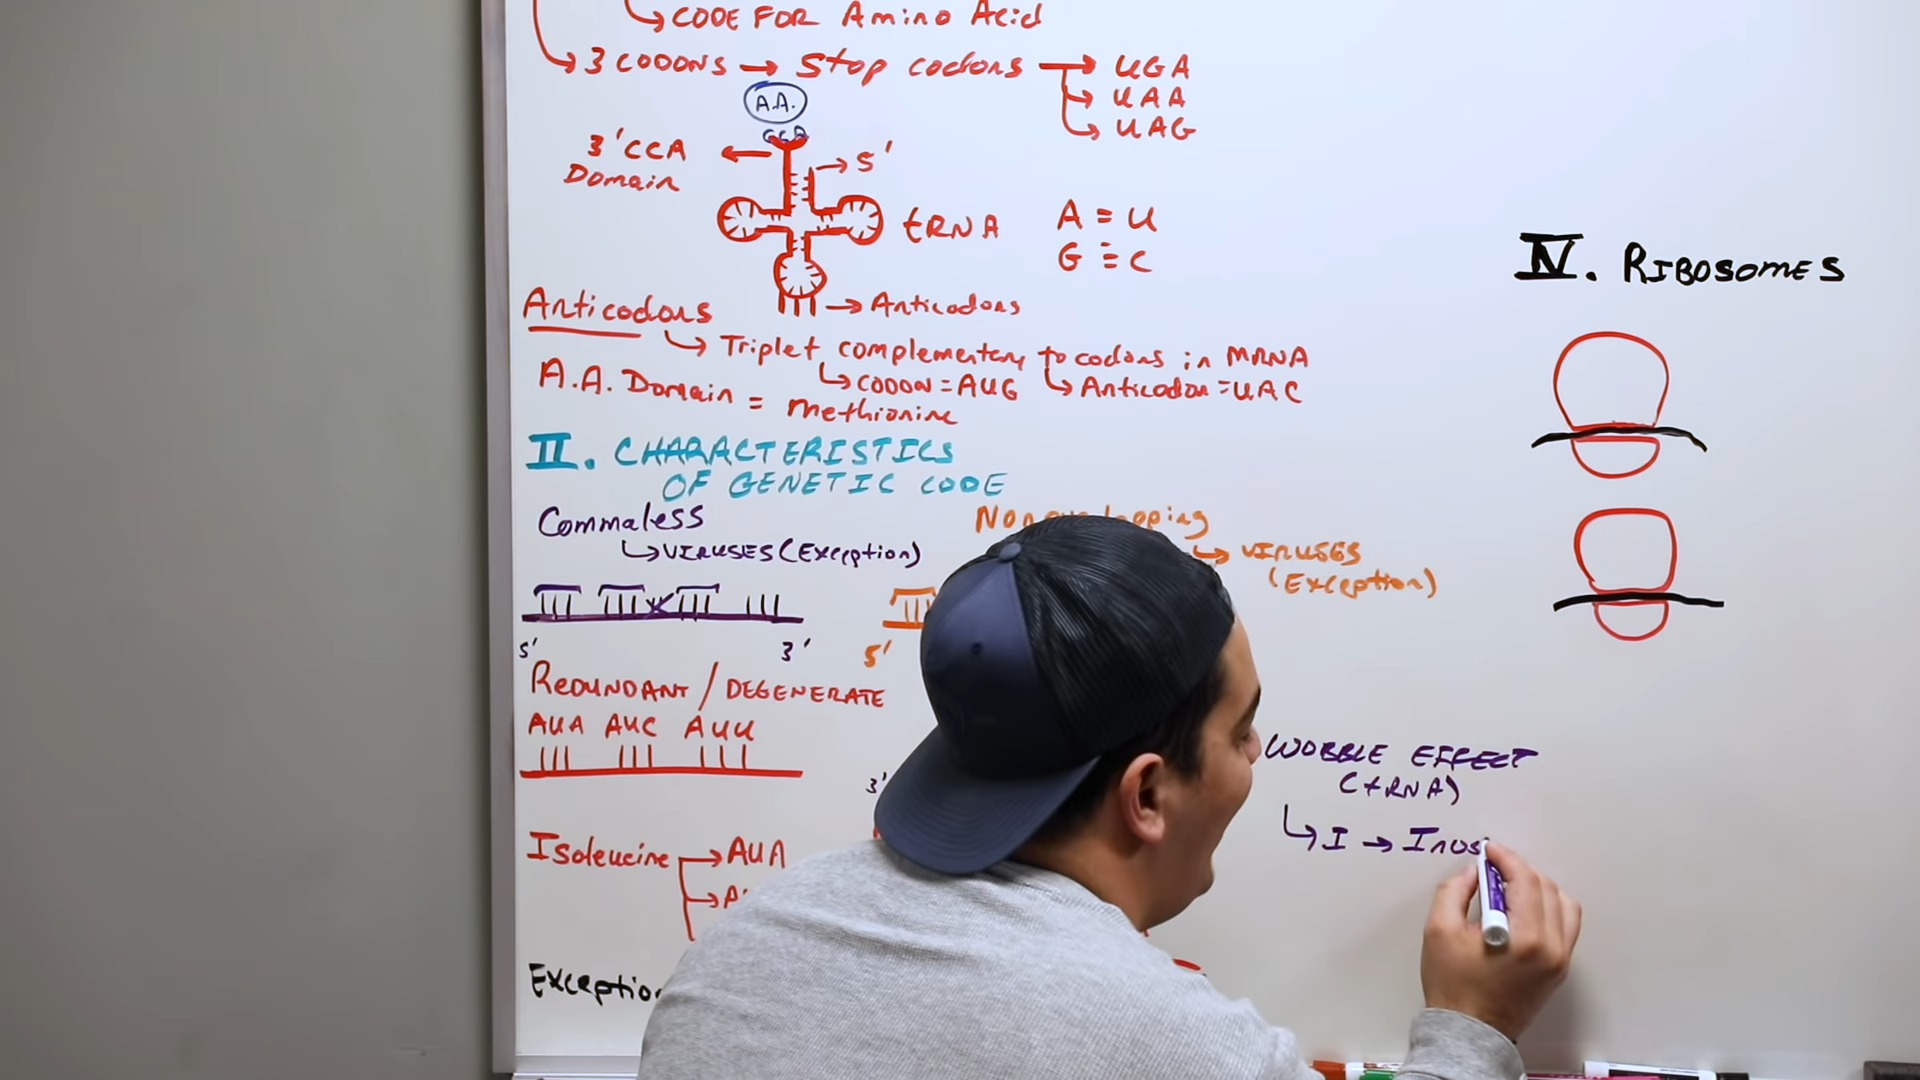 CODE FOR Amino Acid
3 CODONS → Stop codons → UGA
UAA
UAG
A.A.
CCA
3' CCA
Domain
5'
tRNA
A = U
G ≡ C
Anticodons
Anticodons
Triplet complementary to codons in MRNA
CODON = AUG
Anticodon = UAC
A.A. Domain = Methionine
II. CHARACTERISTICS
OF GENETIC CODE
Commaless
VIRUSES (Exception)
5' 3'
VIRUSES
(Exception)
5'
REDUNDANT / DEGENERATE
AUA AUC AUU
3'
Isoleucine → AUA
WOBBLE EFFECT
(tRNA)
I → Inos
IV. RIBOSOMES